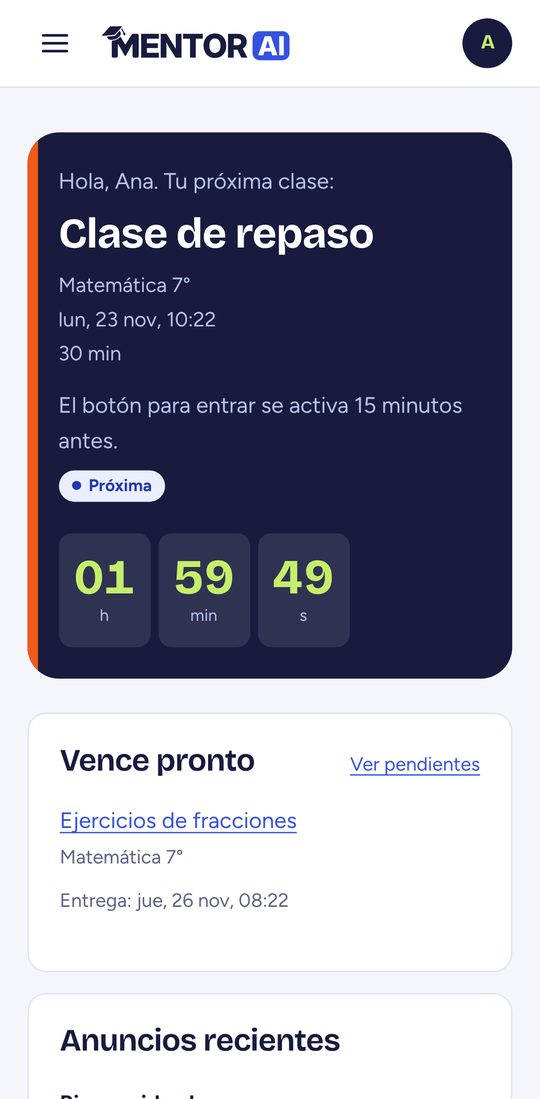 MENTOR AI
A
Hola, Ana. Tu próxima clase:
Clase de repaso
Matemática 7°
lun, 23 nov, 10:22
30 min
El botón para entrar se activa 15 minutos
antes.
Próxima
01 59 49
h min s
Vence pronto
Ver pendientes
Ejercicios de fracciones
Matemática 7°
Entrega: jue, 26 nov, 08:22
Anuncios recientes